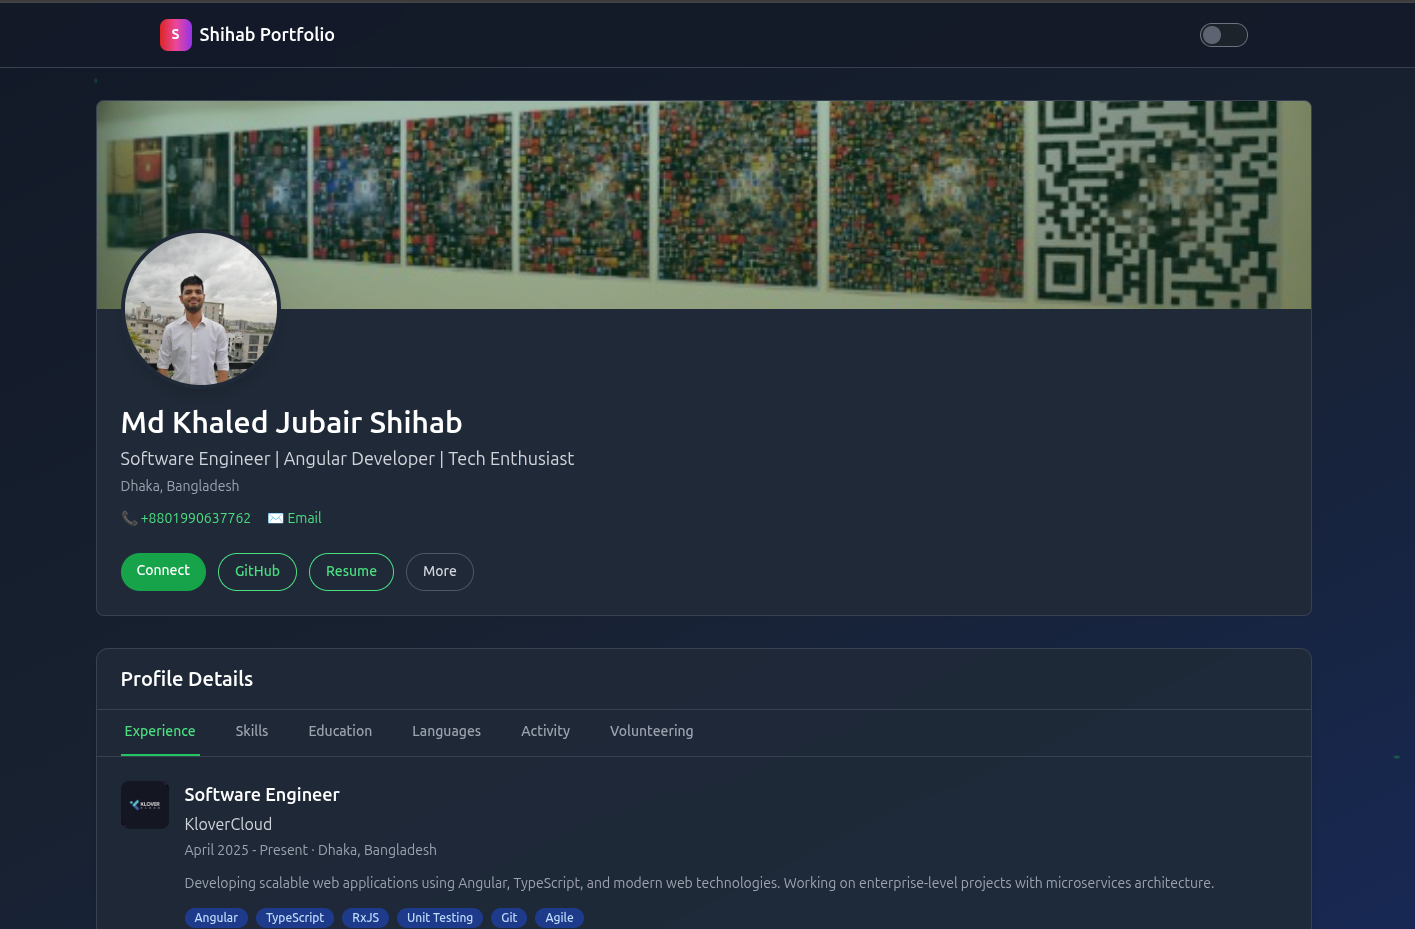 S Shihab Portfolio
Md Khaled Jubair Shihab
Software Engineer | Angular Developer | Tech Enthusiast
Dhaka, Bangladesh
📞 +8801990637762 ✉️ Email
Connect GitHub Resume More
Profile Details
Experience Skills Education Languages Activity Volunteering
KLOVER
CLOUD
Software Engineer
KloverCloud
April 2025 - Present · Dhaka, Bangladesh
Developing scalable web applications using Angular, TypeScript, and modern web technologies. Working on enterprise-level projects with microservices architecture.
Angular TypeScript RxJS Unit Testing Git Agile